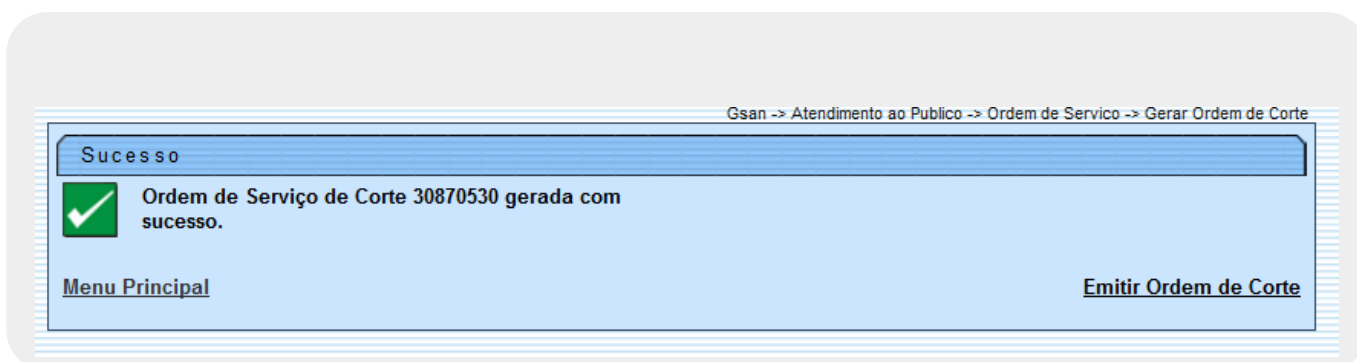 Gsan -> Atendimento ao Publico -> Ordem de Servico -> Gerar Ordem de Corte
Sucesso
Ordem de Serviço de Corte 30870530 gerada com
sucesso.
Menu Principal
Emitir Ordem de Corte